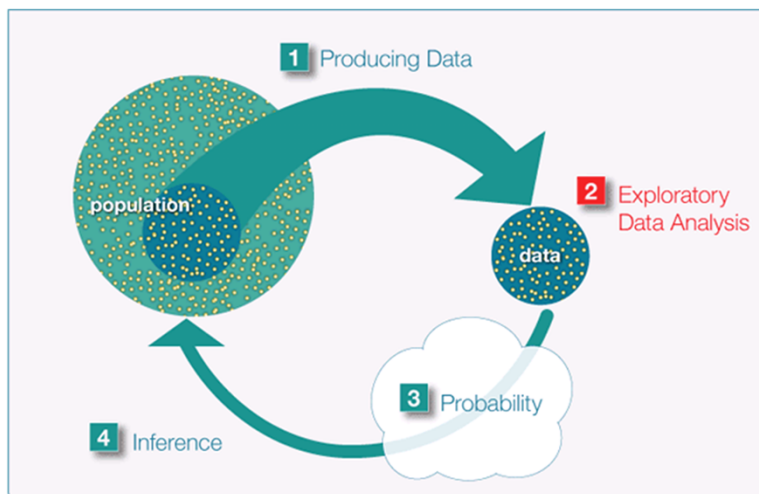 1 Producing Data
population
2 Exploratory
Data Analysis
data
3 Probability
4 Inference